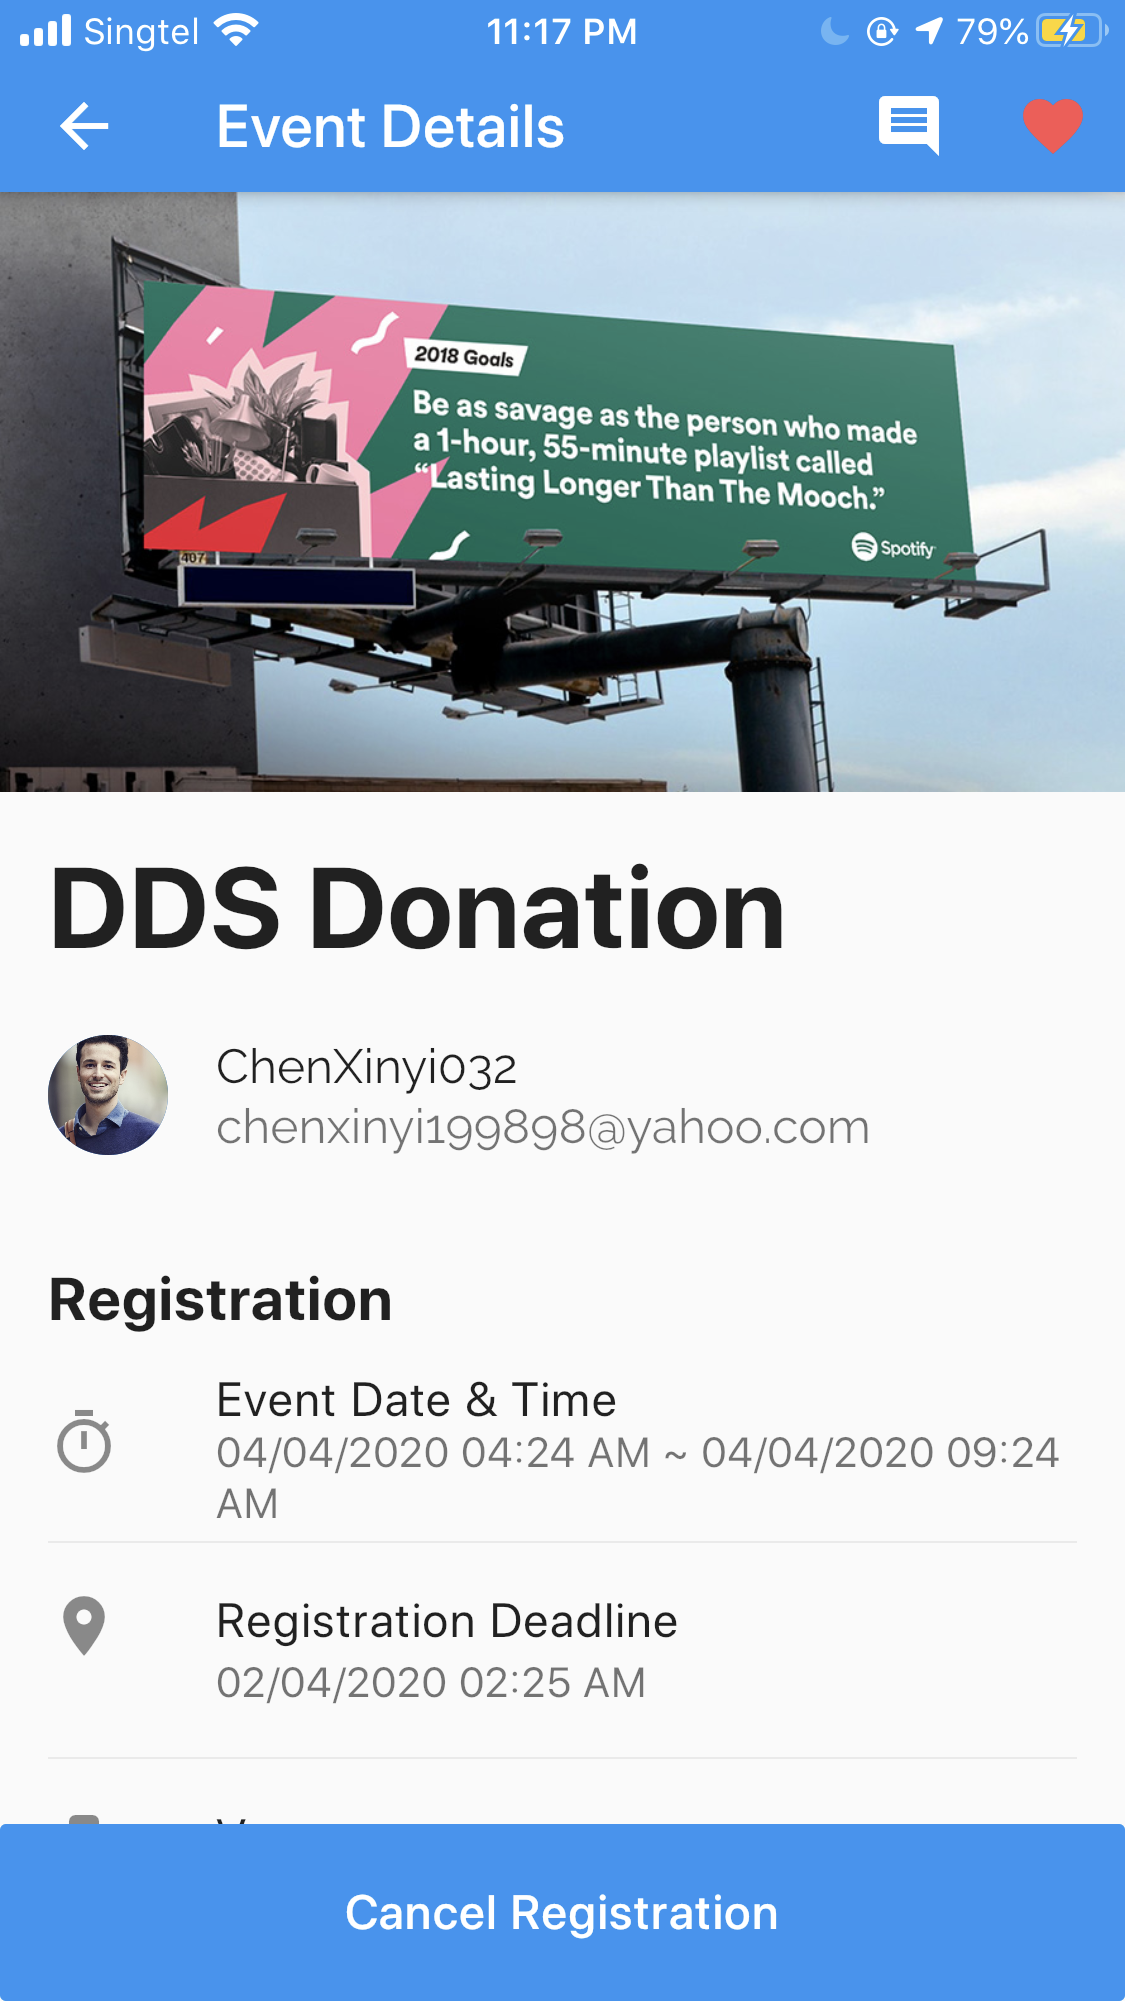 Singtel 11:17 PM 79%
Event Details
2018 Goals
Be as savage as the person who made
a 1-hour, 55-minute playlist called
“Lasting Longer Than The Mooch.”
Spotify
407
DDS Donation
ChenXinyi032
chenxinyi199898@yahoo.com
Registration
Event Date & Time
04/04/2020 04:24 AM ~ 04/04/2020 09:24
AM
Registration Deadline
02/04/2020 02:25 AM
Cancel Registration